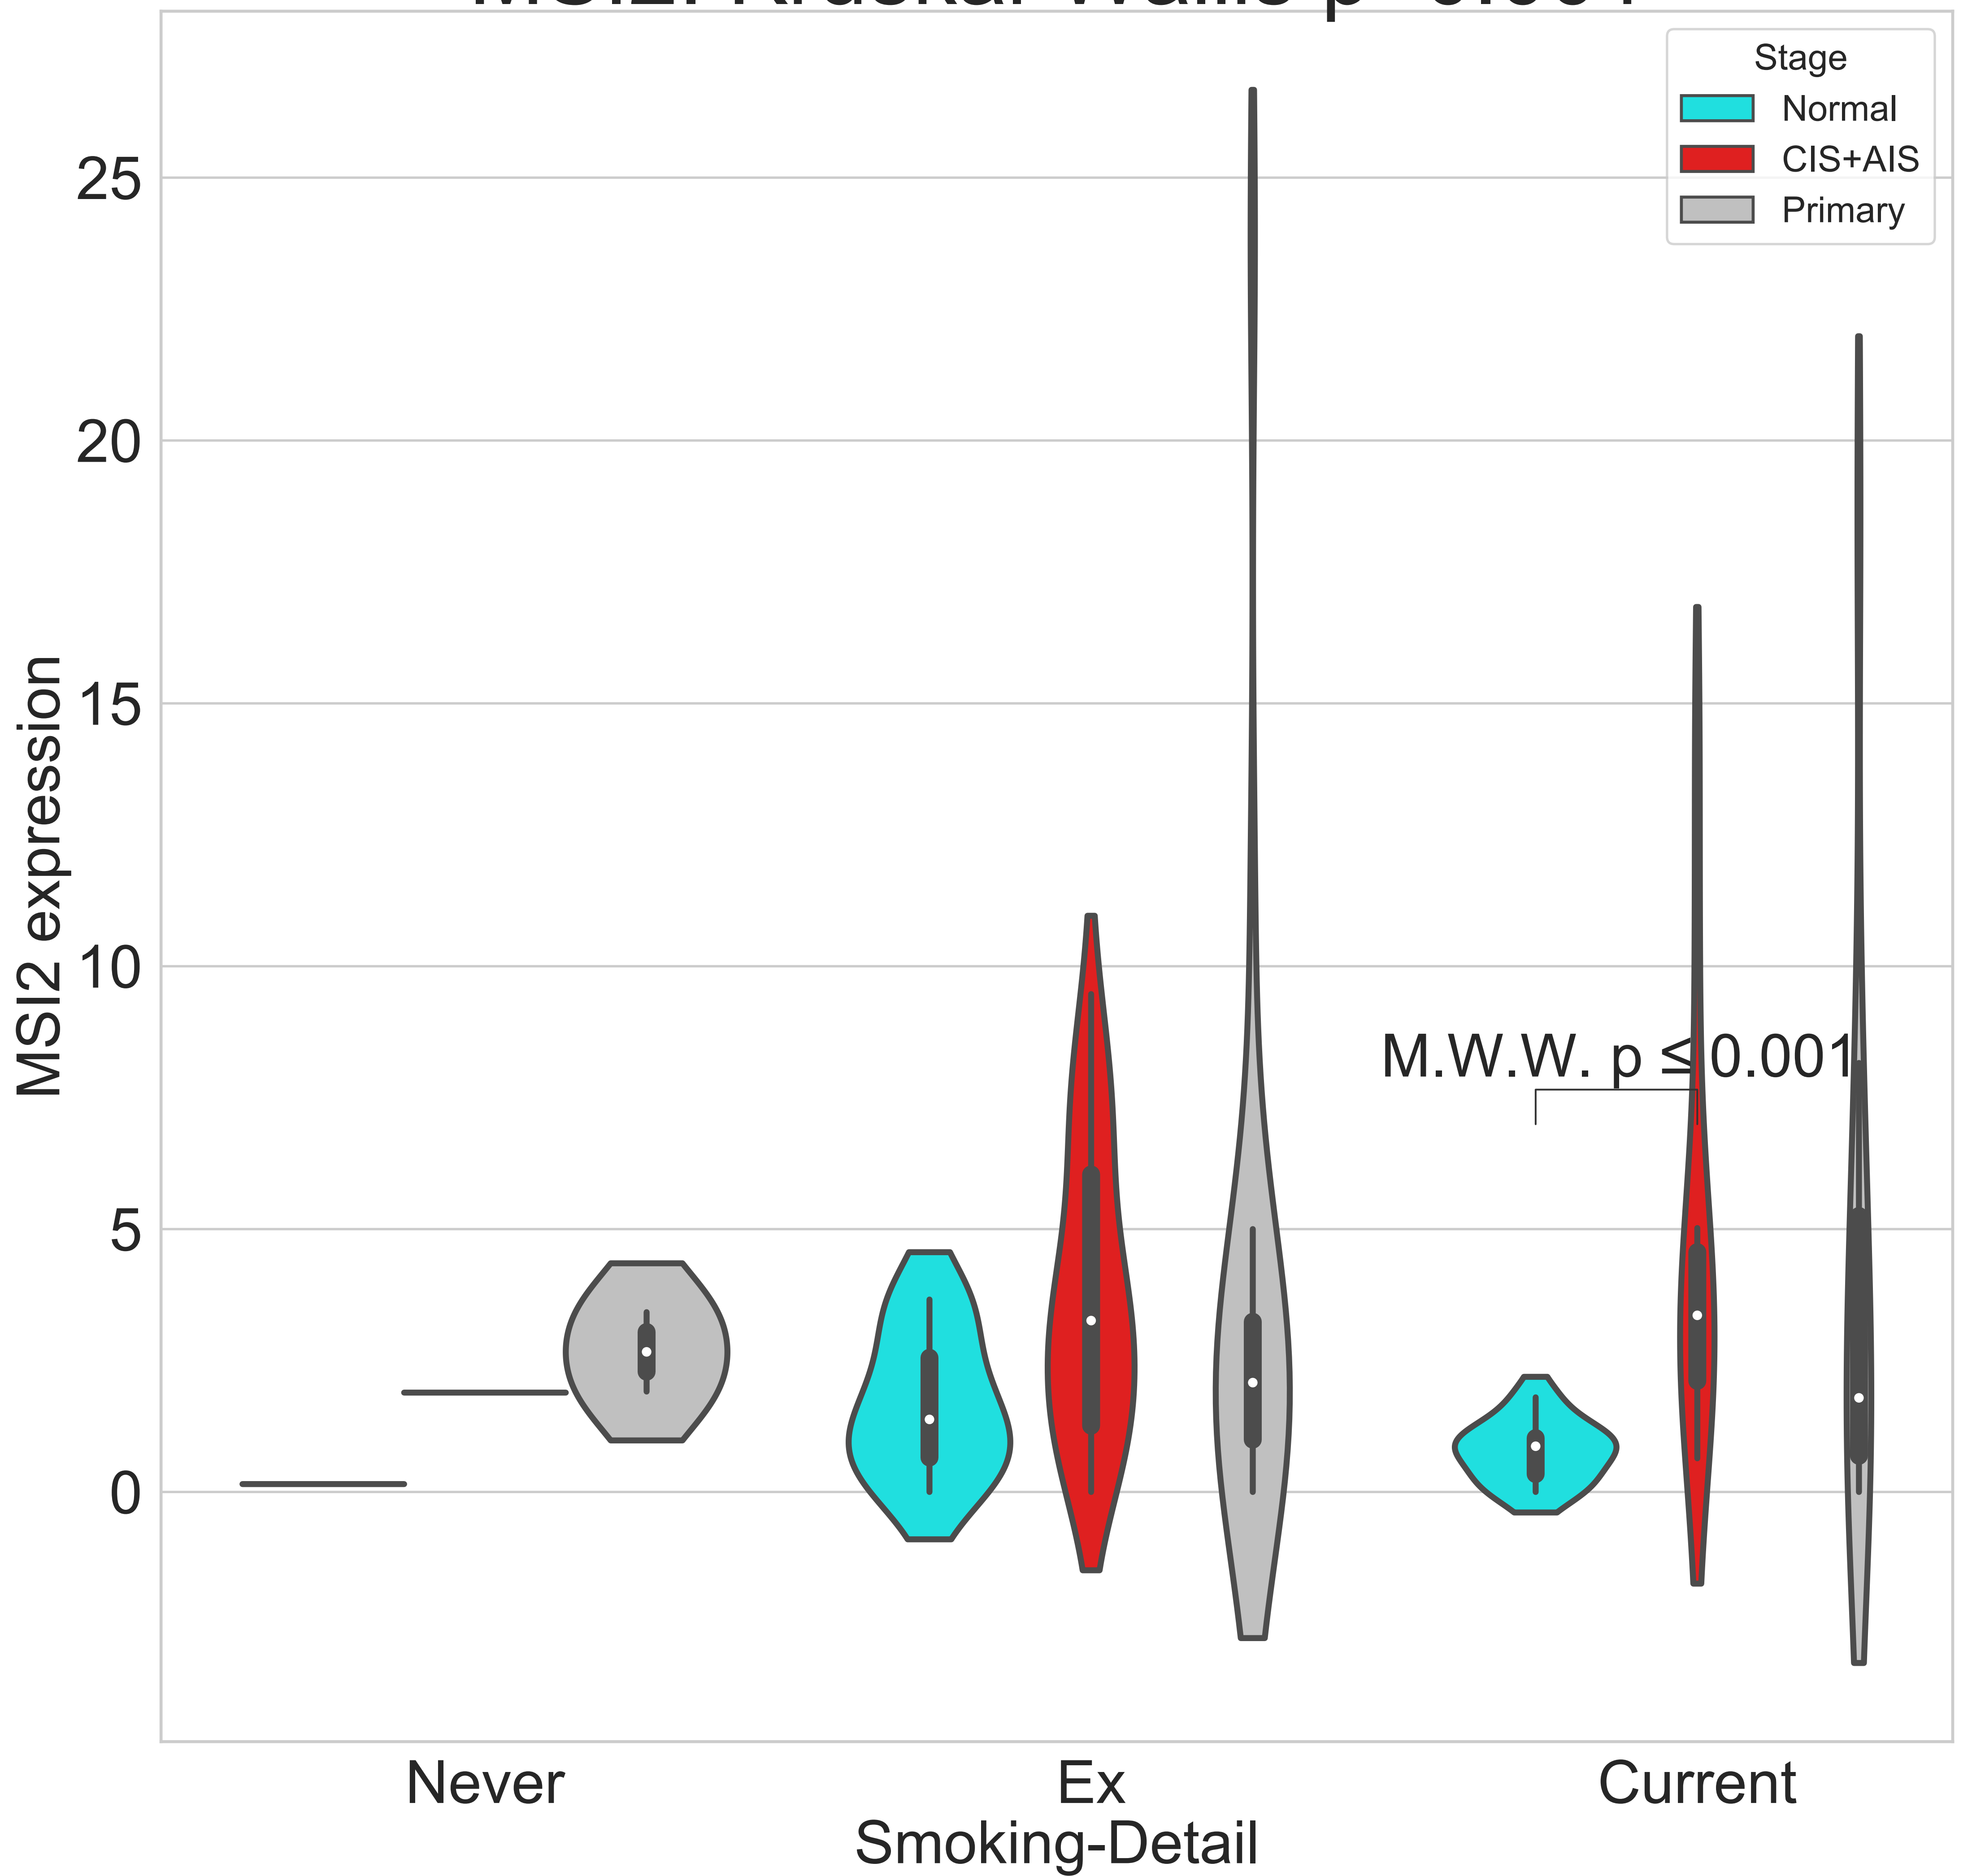 Stage
Normal
CIS+AIS
Primary
25
20
15
10
5
0
MSI2 expression
M.W.W. p ≤ 0.001
Never
Ex
Current
Smoking-Detail